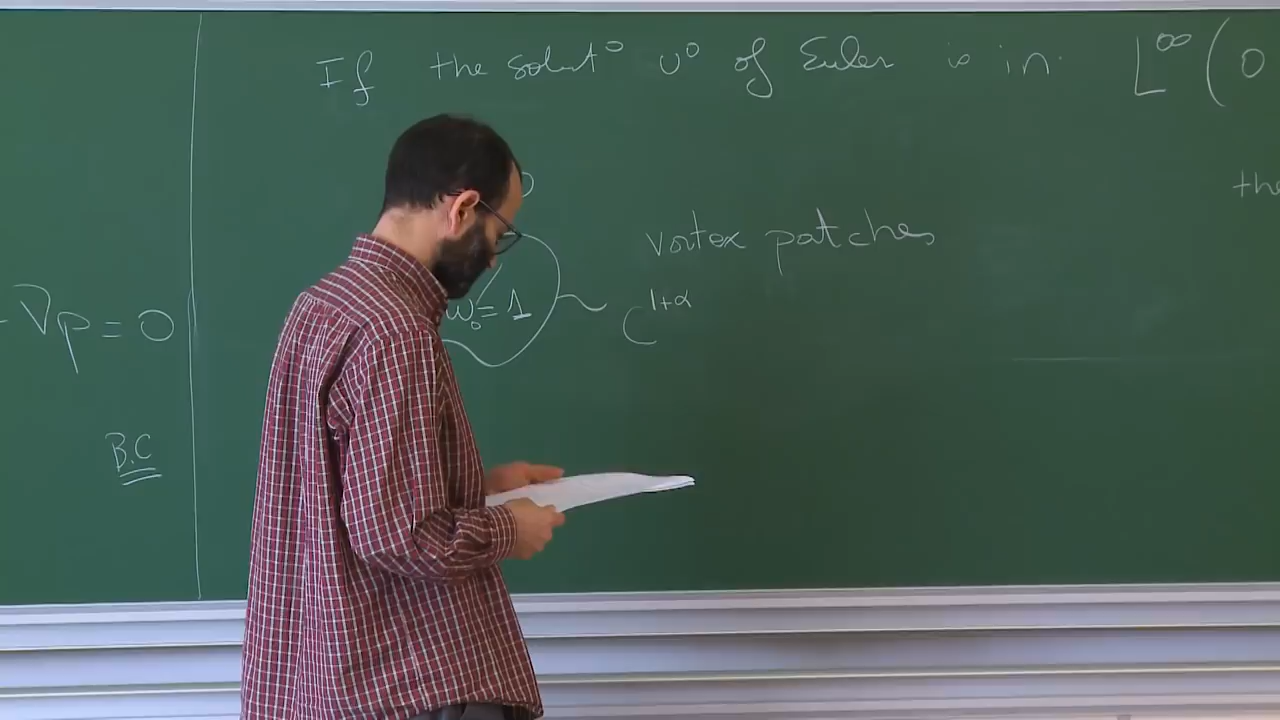 If the solut° u° of Euler is in L^∞ ( 0
the
vortex patches
ω₀ = 1
C^{1+α}
∇p = 0
B.C